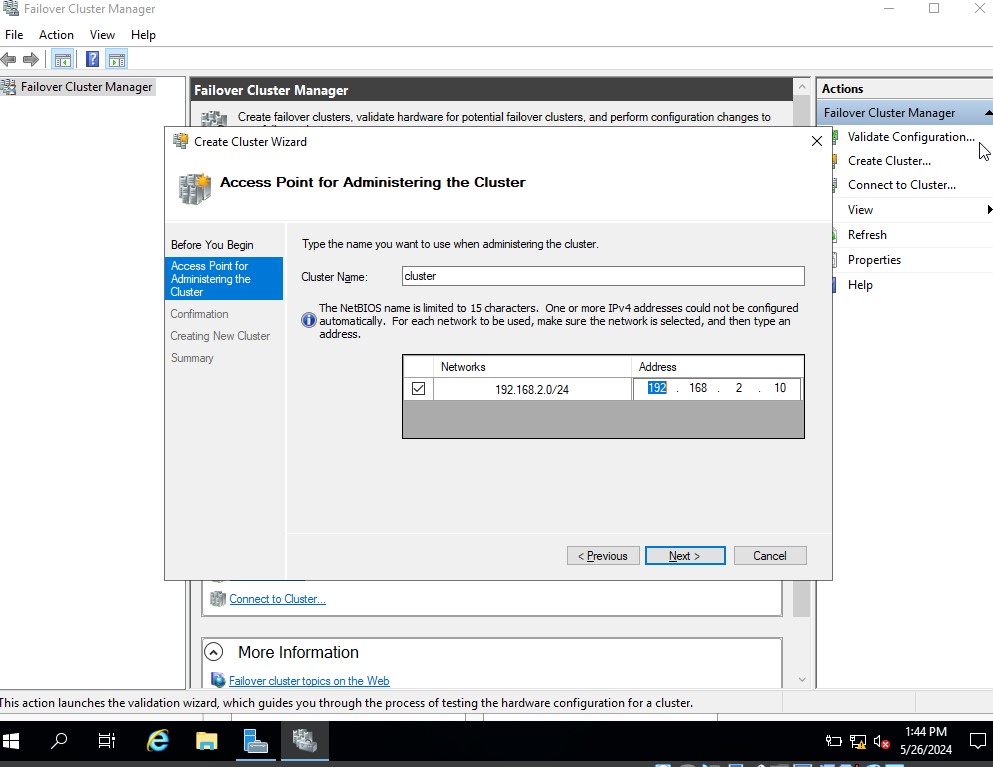 Failover Cluster Manager
File Action View Help
Failover Cluster Manager
Failover Cluster Manager
Create failover clusters, validate hardware for potential failover clusters, and perform configuration changes to
Create Cluster Wizard
Access Point for Administering the Cluster
Before You Begin
Access Point for
Administering the
Cluster
Confirmation
Creating New Cluster
Summary
Type the name you want to use when administering the cluster.
Cluster Name: cluster
The NetBIOS name is limited to 15 characters. One or more IPv4 addresses could not be configured
automatically. For each network to be used, make sure the network is selected, and then type an
address.
Networks Address
192.168.2.0/24 192 . 168 . 2 . 10
< Previous Next > Cancel
Connect to Cluster...
More Information
Failover cluster topics on the Web
Actions
Failover Cluster Manager
Validate Configuration...
Create Cluster...
Connect to Cluster...
View
Refresh
Properties
Help
This action launches the validation wizard, which guides you through the process of testing the hardware configuration for a cluster.
1:44 PM
5/26/2024